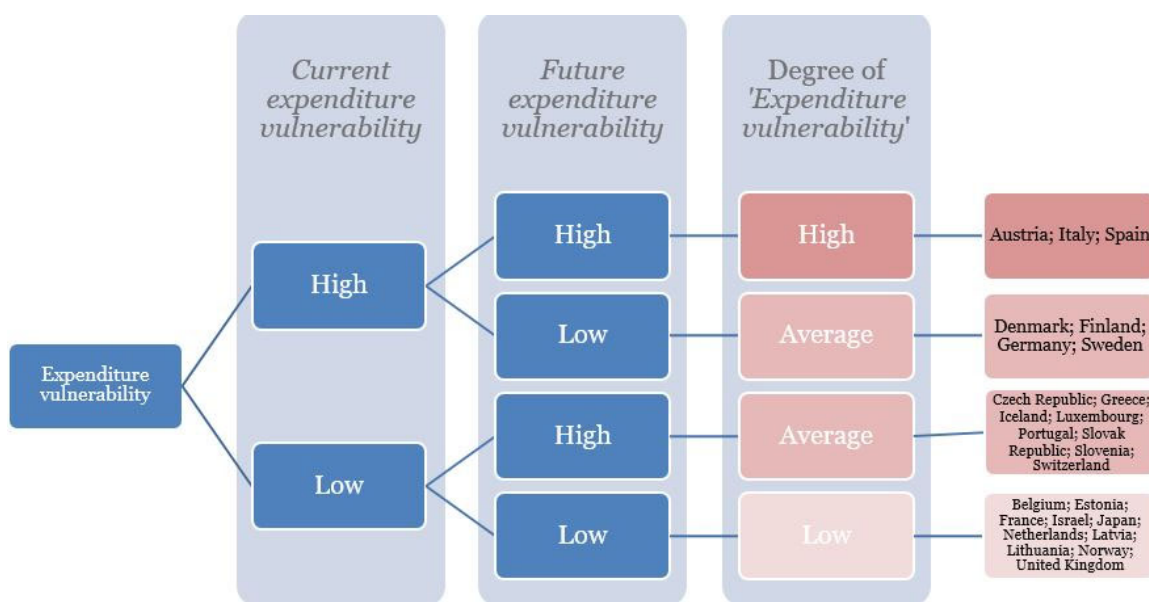 Current
expenditure
vulnerability
Future
expenditure
vulnerability
Degree of
'Expenditure
vulnerability'
Expenditure
vulnerability
High
Low
High
Low
High
Low
High
Average
Average
Low
Austria; Italy; Spain
Denmark; Finland;
Germany; Sweden
Czech Republic; Greece;
Iceland; Luxembourg;
Portugal; Slovak
Republic; Slovenia;
Switzerland
Belgium; Estonia;
France; Israel; Japan;
Netherlands; Latvia;
Lithuania; Norway;
United Kingdom